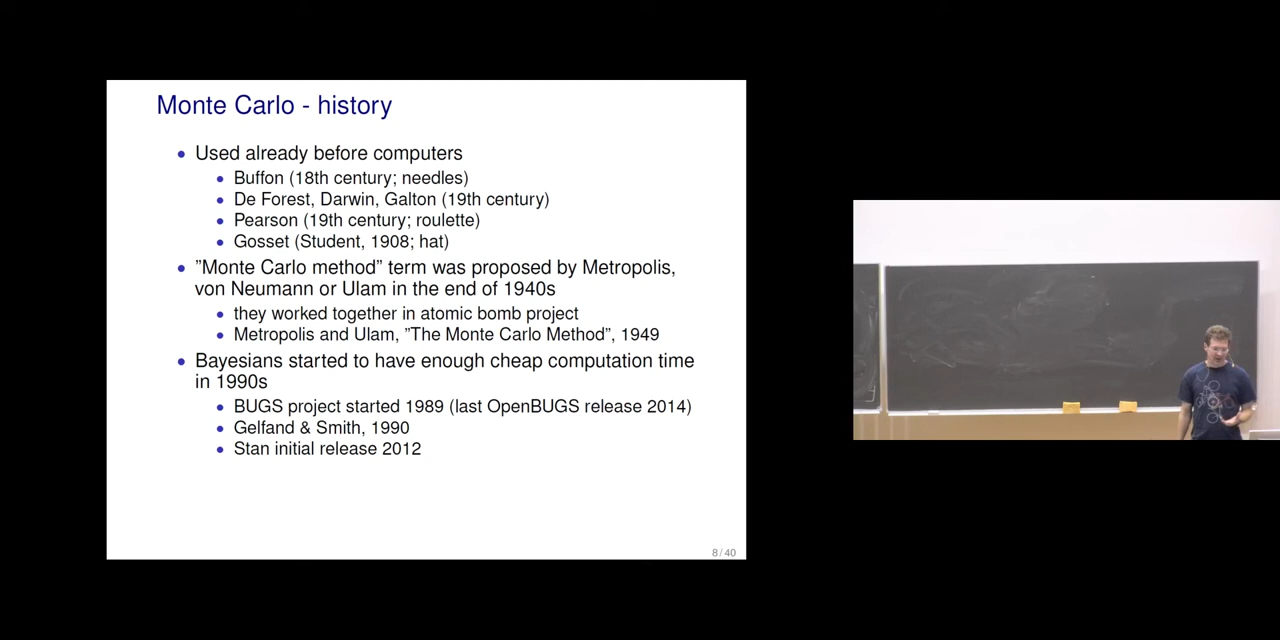 Monte Carlo - history
• Used already before computers
• Buffon (18th century; needles)
• De Forest, Darwin, Galton (19th century)
• Pearson (19th century; roulette)
• Gosset (Student, 1908; hat)
• ”Monte Carlo method” term was proposed by Metropolis,
von Neumann or Ulam in the end of 1940s
• they worked together in atomic bomb project
• Metropolis and Ulam, ”The Monte Carlo Method”, 1949
• Bayesians started to have enough cheap computation time
in 1990s
• BUGS project started 1989 (last OpenBUGS release 2014)
• Gelfand & Smith, 1990
• Stan initial release 2012
8 / 40